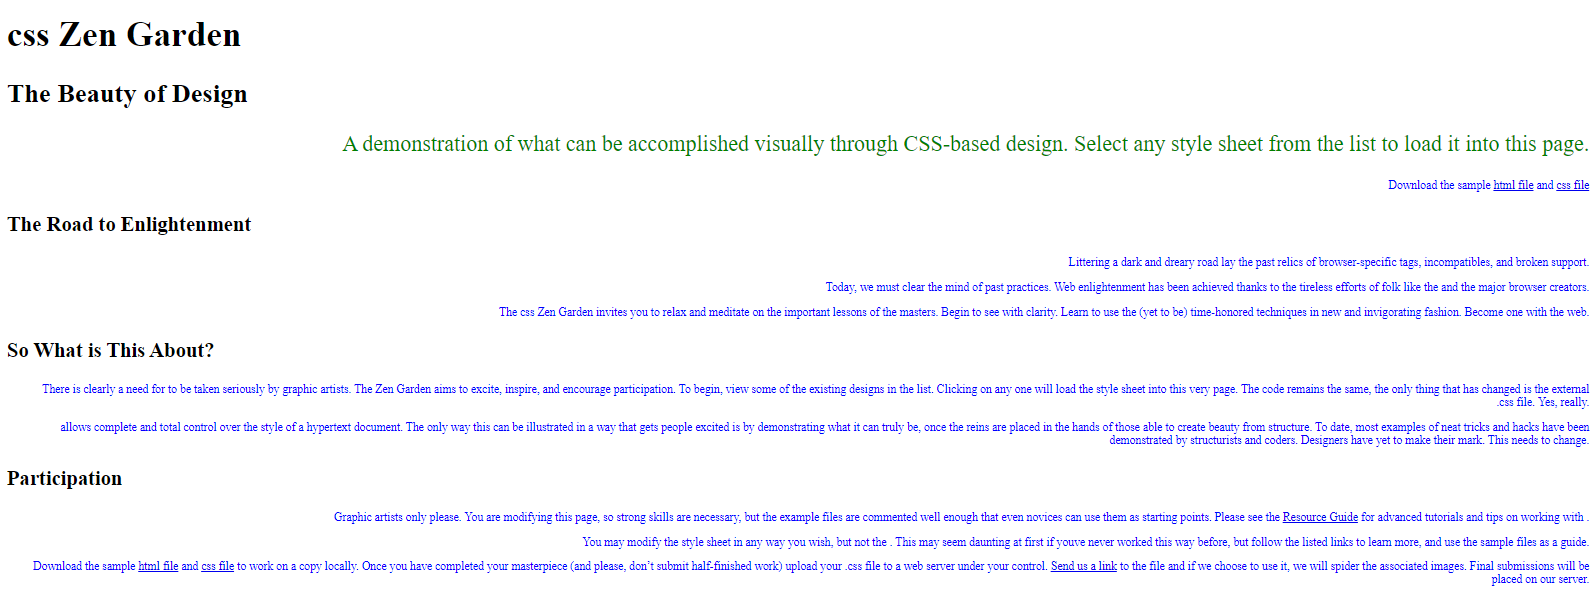 css Zen Garden
The Beauty of Design
A demonstration of what can be accomplished visually through CSS-based design. Select any style sheet from the list to load it into this page.
Download the sample html file and css file
The Road to Enlightenment
Littering a dark and dreary road lay the past relics of browser-specific tags, incompatibles, and broken support.
Today, we must clear the mind of past practices. Web enlightenment has been achieved thanks to the tireless efforts of folk like the and the major browser creators.
The css Zen Garden invites you to relax and meditate on the important lessons of the masters. Begin to see with clarity. Learn to use the (yet to be) time-honored techniques in new and invigorating fashion. Become one with the web.
So What is This About?
There is clearly a need for to be taken seriously by graphic artists. The Zen Garden aims to excite, inspire, and encourage participation. To begin, view some of the existing designs in the list. Clicking on any one will load the style sheet into this very page. The code remains the same, the only thing that has changed is the external
.css file. Yes, really.
allows complete and total control over the style of a hypertext document. The only way this can be illustrated in a way that gets people excited is by demonstrating what it can truly be, once the reins are placed in the hands of those able to create beauty from structure. To date, most examples of neat tricks and hacks have been
demonstrated by structurists and coders. Designers have yet to make their mark. This needs to change.
Participation
Graphic artists only please. You are modifying this page, so strong skills are necessary, but the example files are commented well enough that even novices can use them as starting points. Please see the Resource Guide for advanced tutorials and tips on working with .
You may modify the style sheet in any way you wish, but not the . This may seem daunting at first if youve never worked this way before, but follow the listed links to learn more, and use the sample files as a guide.
Download the sample html file and css file to work on a copy locally. Once you have completed your masterpiece (and please, don't submit half-finished work) upload your .css file to a web server under your control. Send us a link to the file and if we choose to use it, we will spider the associated images. Final submissions will be
placed on our server.